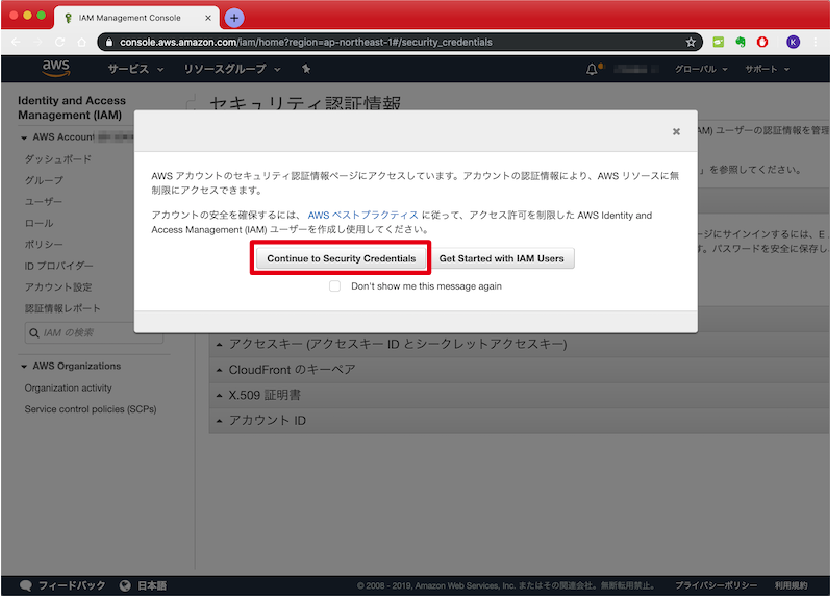 IAM Management Console
console.aws.amazon.com/iam/home?region=ap-northeast-1#/security_credentials
K
aws
サービス
リソースグループ
グローバル
サポート
Identity and Access Management (IAM)
AWS Account
ダッシュボード
グループ
ユーザー
ロール
ポリシー
ID プロバイダー
アカウント設定
認証情報レポート
IAM の検索
AWS Organizations
Organization activity
Service control policies (SCPs)
セキュリティ認証情報
AM) ユーザーの認証情報を管理
」を参照してください。
ージにサインインするには、E
す。パスワードを安全に保存し
AWS アカウントのセキュリティ認証情報ページにアクセスしています。アカウントの認証情報により、AWS リソースに無
制限にアクセスできます。
アカウントの安全を確保するには、 AWS ベストプラクティス に従って、アクセス許可を制限した AWS Identity and
Access Management (IAM) ユーザーを作成し使用してください。
Continue to Security Credentials
Get Started with IAM Users
Don't show me this message again
アクセスキー (アクセスキー ID とシークレットアクセスキー)
CloudFront のキーペア
X.509 証明書
アカウント ID
フィードバック
日本語
© 2008 - 2019, Amazon Web Services, Inc. またはその関連会社。無断転用禁止。
プライバシーポリシー
利用規約